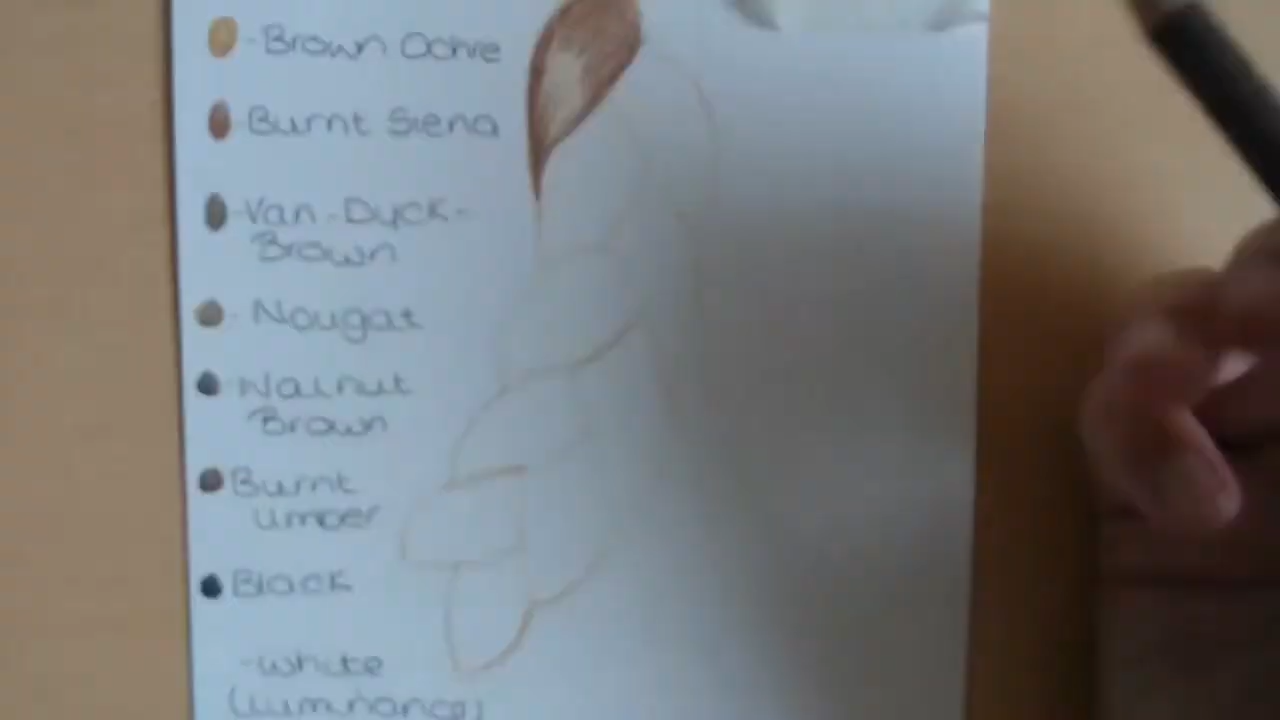 -Brown Ochre
Burnt Siena
-Van-Dyck-
Brown
- Nougat
-Walnut
Brown
Burnt
umber
Black
-white
(Luminance)